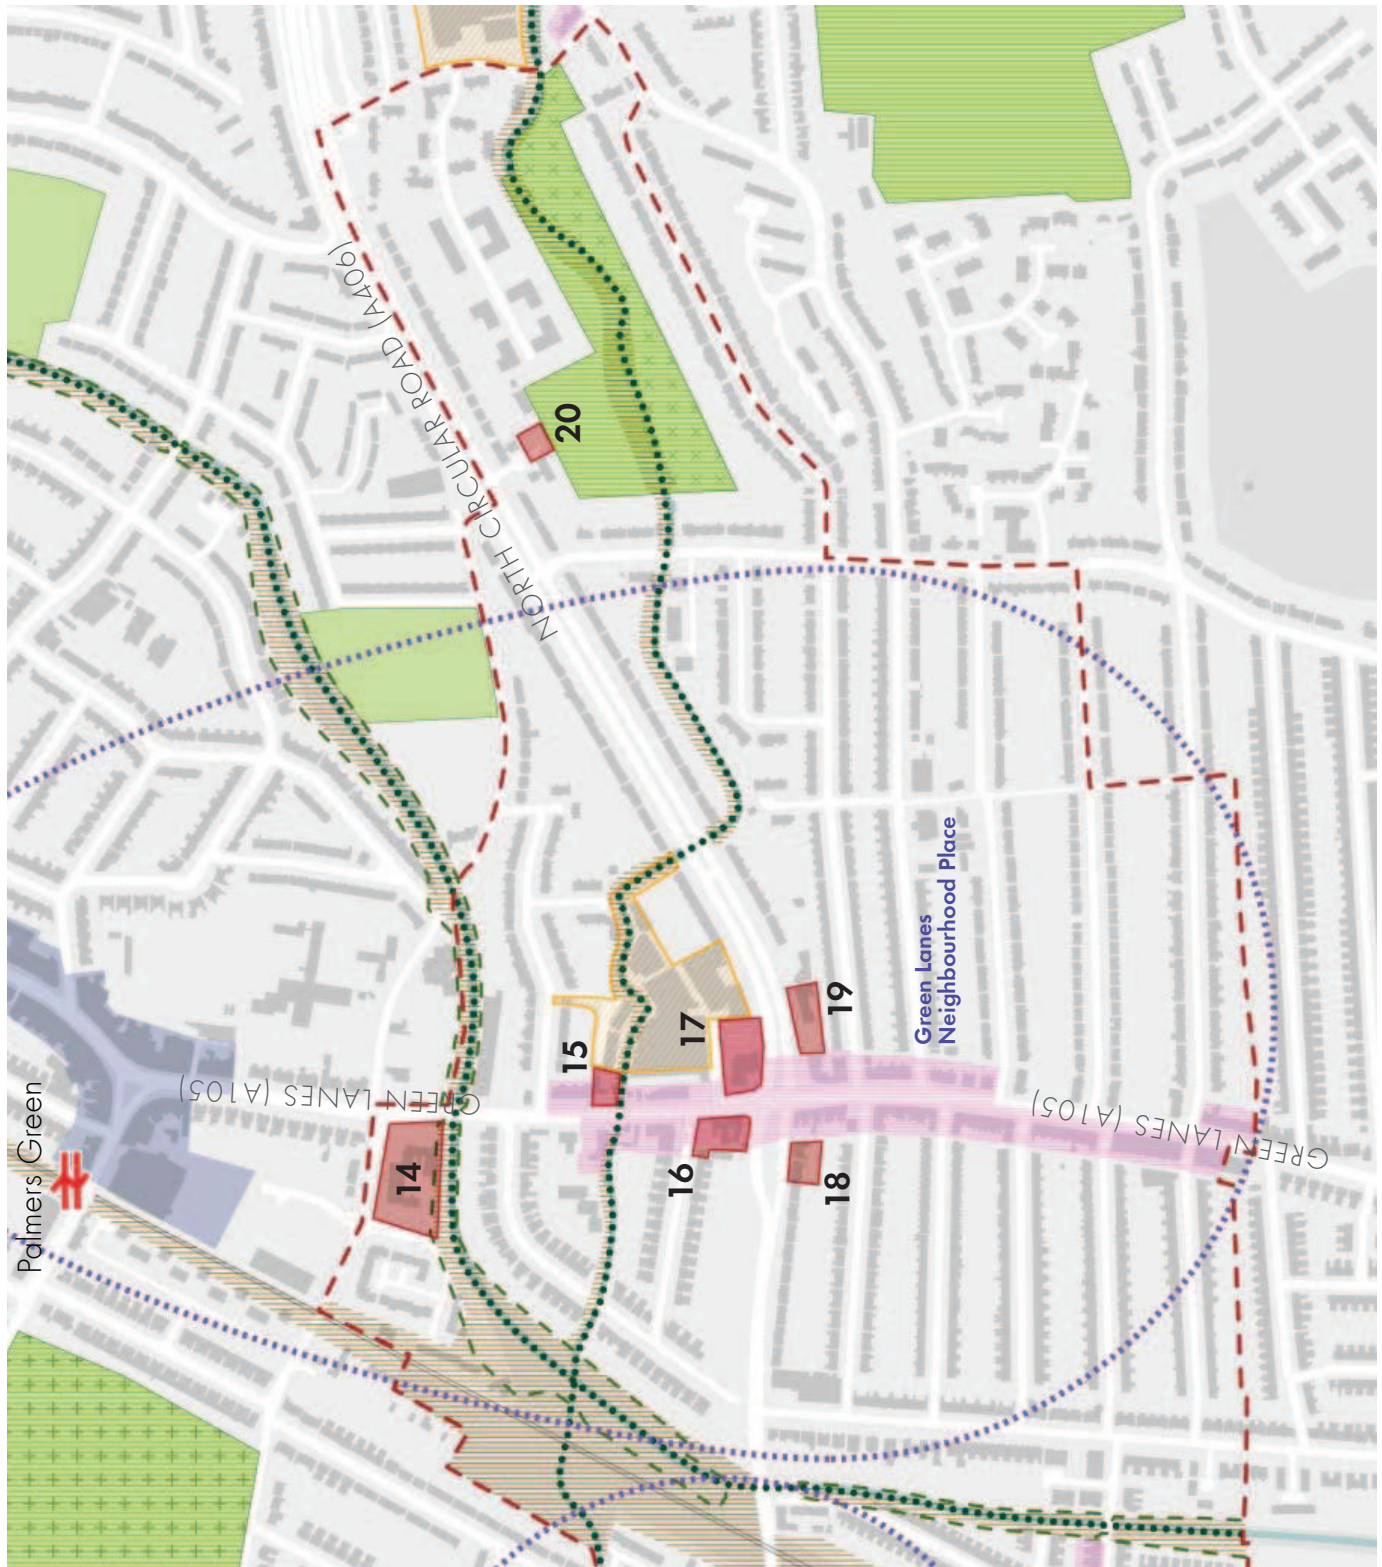 NORTH CIRCULAR ROAD (A406)
20
Palmers Green
GREEN LANES (A105)
14
15
17
16
19
18
Green Lanes
Neighbourhood Place
GREEN LANES (A105)